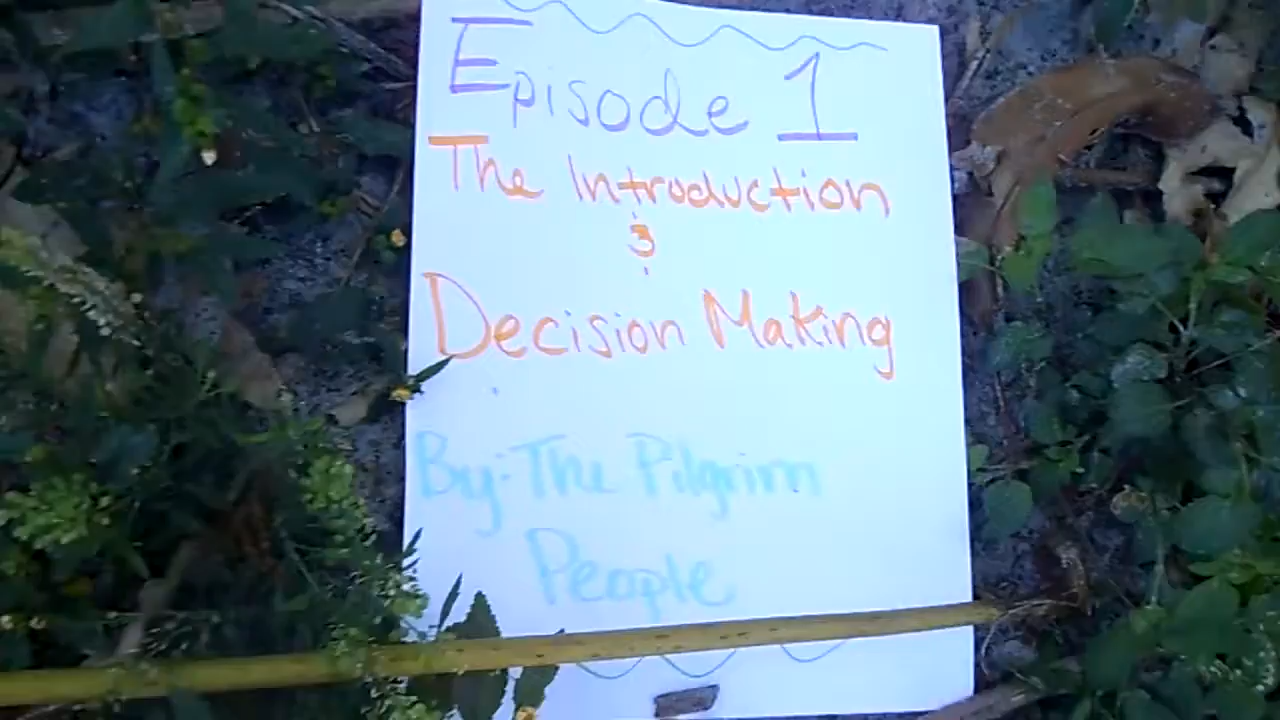 Episode 1
The Introduction
&
Decision Making
By: The Pilgrim
People